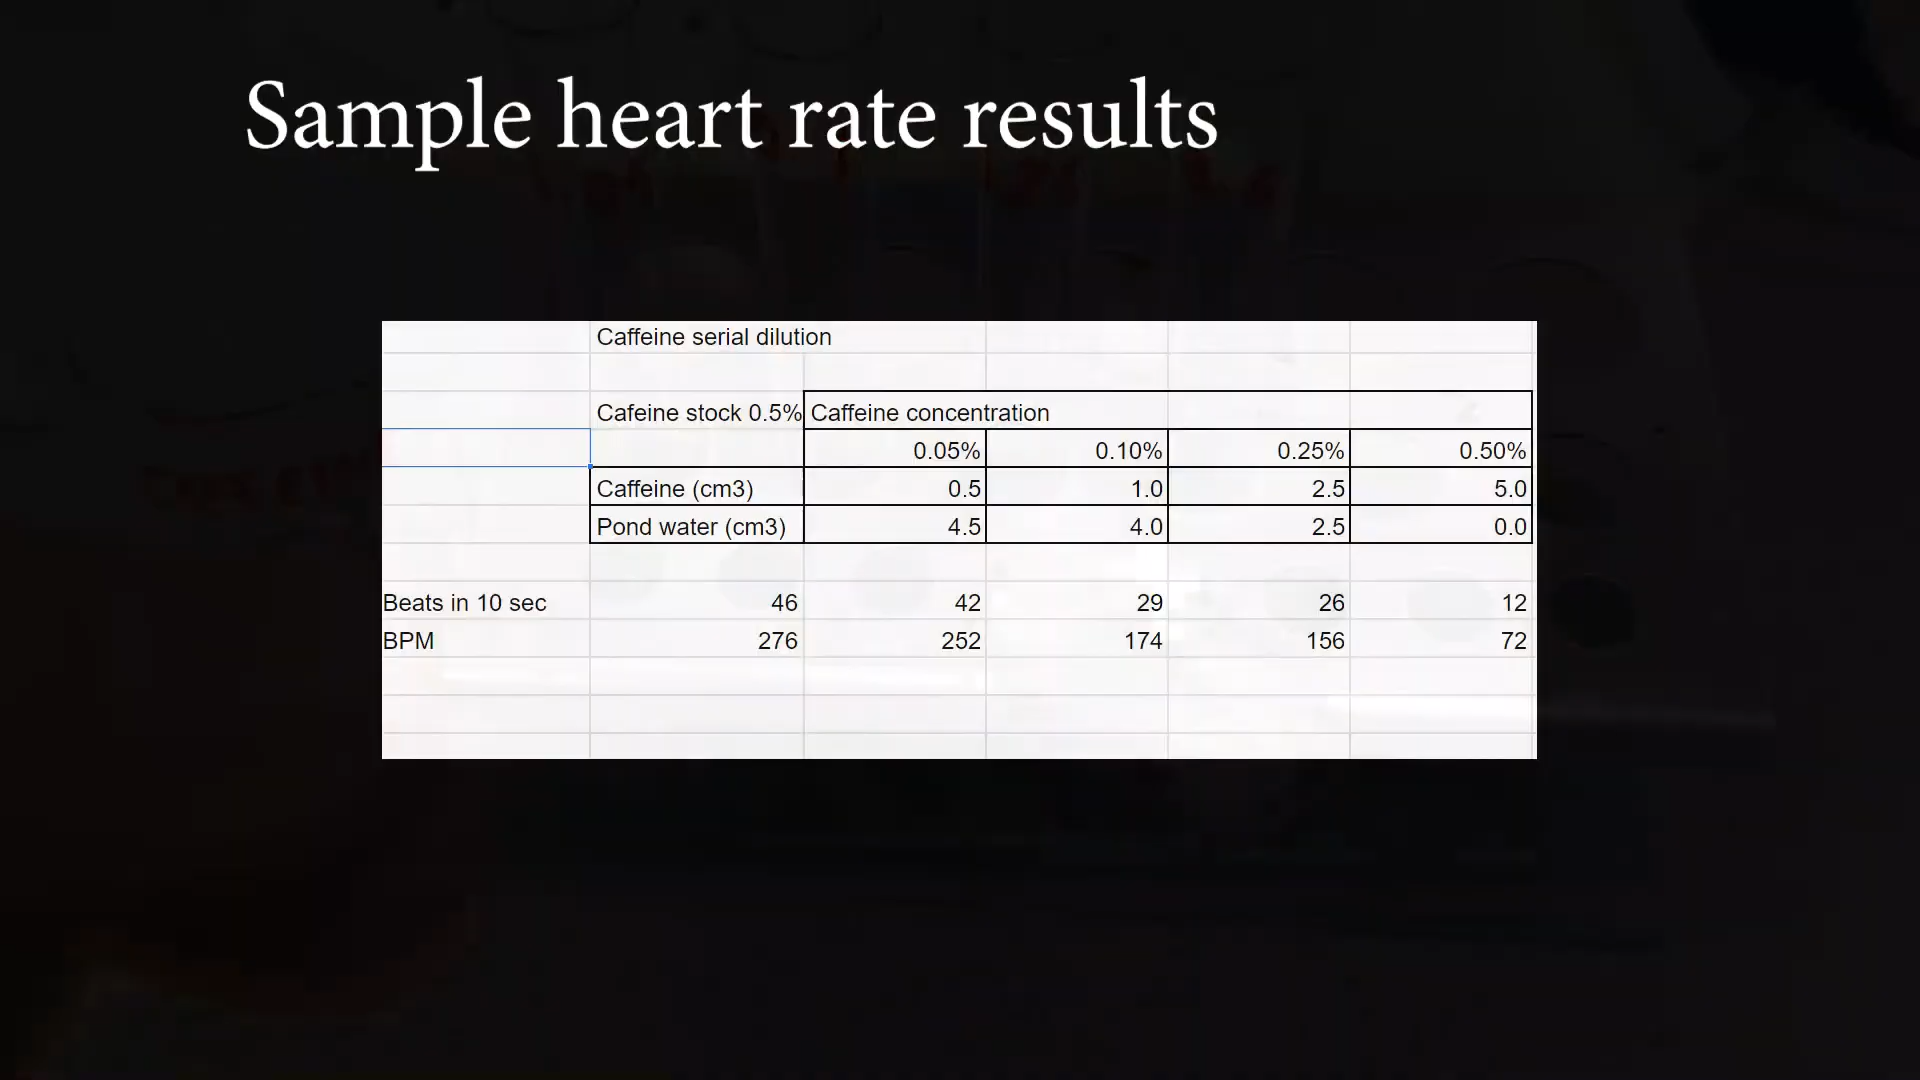 Sample heart rate results
Caffeine serial dilution
Cafeine stock 0.5% Caffeine concentration
0.05% 0.10% 0.25% 0.50%
Caffeine (cm3) 0.5 1.0 2.5 5.0
Pond water (cm3) 4.5 4.0 2.5 0.0
Beats in 10 sec 46 42 29 26 12
BPM 276 252 174 156 72